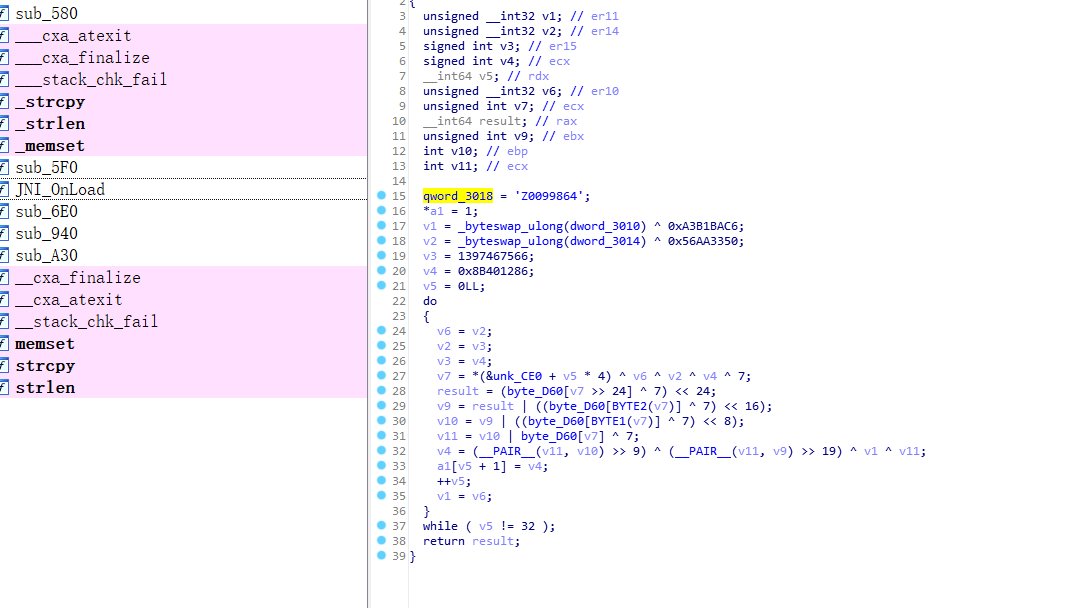 f sub_580
f ___cxa_atexit
f ___cxa_finalize
f ___stack_chk_fail
f _strcpy
f _strlen
f _memset
f sub_5F0
f JNI_OnLoad
f sub_6E0
f sub_940
f sub_A30
f __cxa_finalize
f __cxa_atexit
f __stack_chk_fail
f memset
f strcpy
f strlen
2 {
3 unsigned __int32 v1; // er11
4 unsigned __int32 v2; // er14
5 signed int v3; // er15
6 signed int v4; // ecx
7 __int64 v5; // rdx
8 unsigned __int32 v6; // er10
9 unsigned int v7; // ecx
10 __int64 result; // rax
11 unsigned int v9; // ebx
12 int v10; // ebp
13 int v11; // ecx
14
15 qword_3018 = 'Z0099864';
16 *a1 = 1;
17 v1 = _byteswap_ulong(dword_3010) ^ 0xA3B1BAC6;
18 v2 = _byteswap_ulong(dword_3014) ^ 0x56AA3350;
19 v3 = 1397467566;
20 v4 = 0x8B401286;
21 v5 = 0LL;
22 do
23 {
24 v6 = v2;
25 v2 = v3;
26 v3 = v4;
27 v7 = *(&unk_CE0 + v5 * 4) ^ v6 ^ v2 ^ v4 ^ 7;
28 result = (byte_D60[v7 >> 24] ^ 7) << 24;
29 v9 = result | ((byte_D60[BYTE2(v7)] ^ 7) << 16);
30 v10 = v9 | ((byte_D60[BYTE1(v7)] ^ 7) << 8);
31 v11 = v10 | byte_D60[v7] ^ 7;
32 v4 = (__PAIR__(v11, v10) >> 9) ^ (__PAIR__(v11, v9) >> 19) ^ v1 ^ v11;
33 a1[v5 + 1] = v4;
34 ++v5;
35 v1 = v6;
36 }
37 while ( v5 != 32 );
38 return result;
39 }